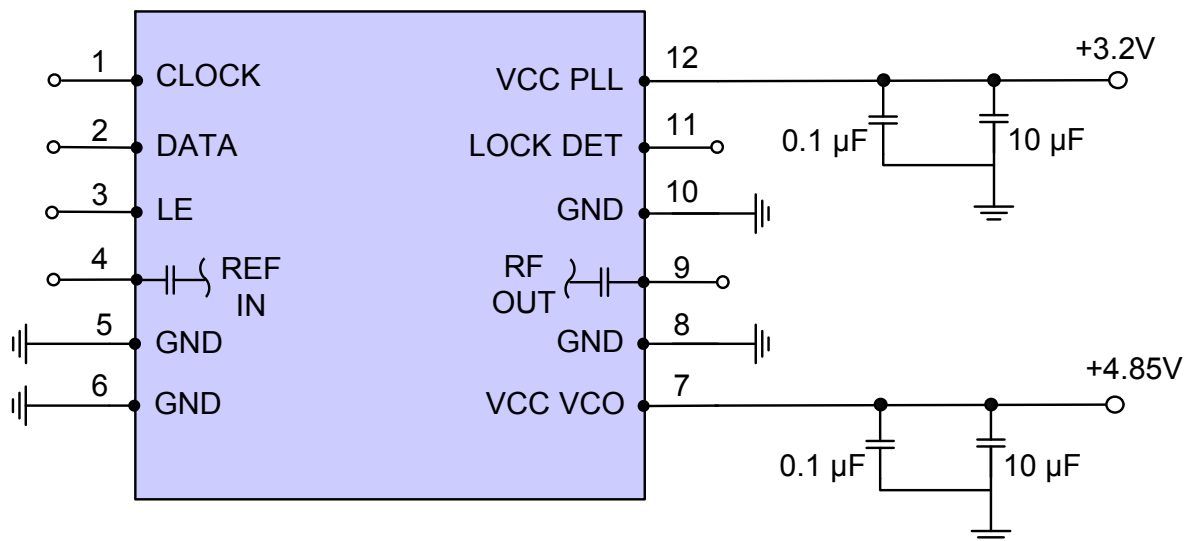 1 CLOCK VCC PLL 12 +3.2V
2 DATA LOCK DET 11 0.1 µF 10 µF
3 LE GND 10
4 REF IN RF OUT 9
5 GND GND 8
6 GND VCC VCO 7 +4.85V
0.1 µF 10 µF